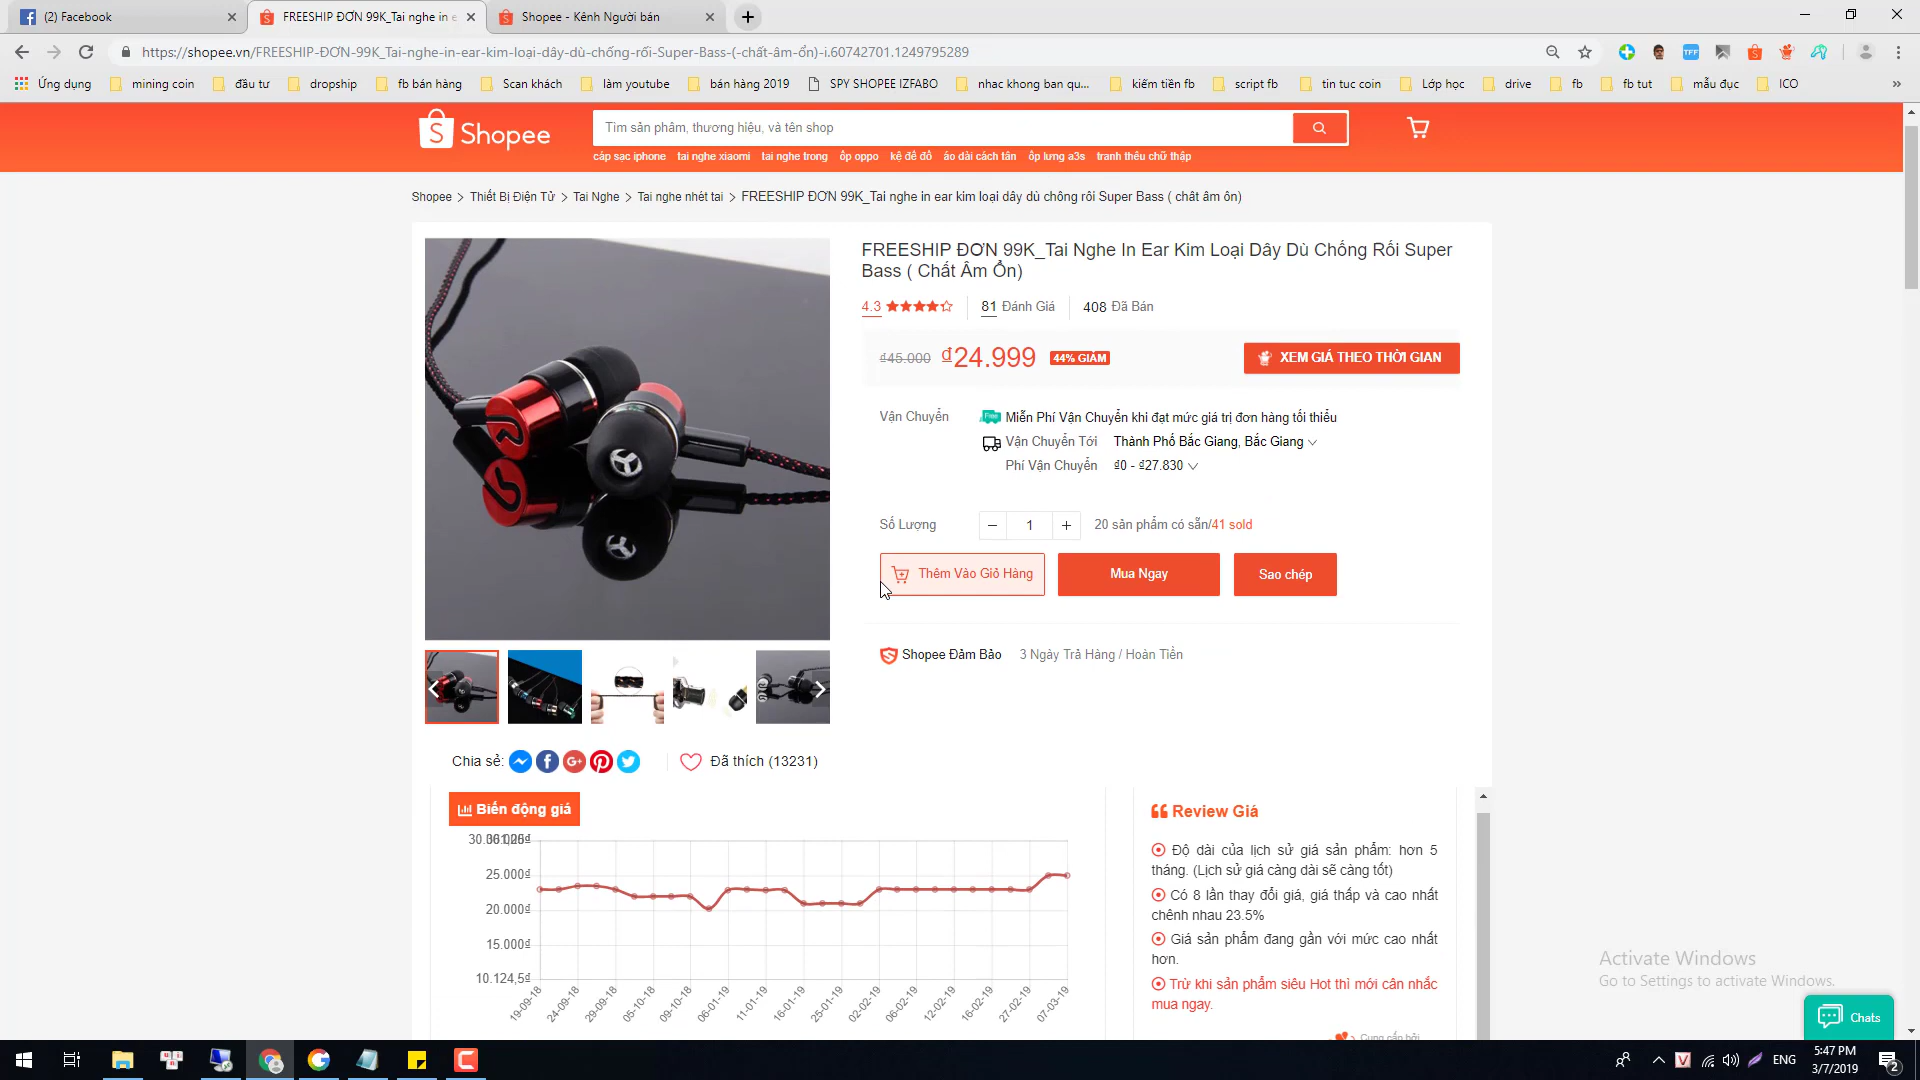 (2) Facebook
FREESHIP ĐƠN 99K_Tai nghe in e
Shopee - Kênh Người bán
https://shopee.vn/FREESHIP-ĐƠN-99K_Tai-nghe-in-ear-kim-loại-dây-dù-chống-rối-Super-Bass-(-chất-âm-ổn)-i.60742701.1249795289
Ứng dụng
mining coin
đầu tư
dropship
fb bán hàng
Scan khách
làm youtube
bán hàng 2019
SPY SHOPEE IZFABO
nhac khong ban qu...
kiếm tiền fb
script fb
tin tuc coin
Lớp học
drive
fb
fb tut
mẫu đục
ICO
»
Shopee
Tìm sản phẩm, thương hiệu, và tên shop
cáp sạc iphone tai nghe xiaomi tai nghe trong ốp oppo kệ để đồ áo dài cách tân ốp lưng a3s tranh thêu chữ thập
Shopee > Thiết Bị Điện Tử > Tai Nghe > Tai nghe nhét tai > FREESHIP ĐƠN 99K_Tai nghe in ear kim loại dây dù chống rối Super Bass ( chất âm ổn)
FREESHIP ĐƠN 99K_Tai Nghe In Ear Kim Loại Dây Dù Chống Rối Super
Bass ( Chất Âm Ổn)
4.3 81 Đánh Giá 408 Đã Bán
₫45.000 ₫24.999 44% GIẢM XEM GIÁ THEO THỜI GIAN
Vận Chuyển Free Miễn Phí Vận Chuyển khi đạt mức giá trị đơn hàng tối thiểu
Vận Chuyển Tới Thành Phố Bắc Giang, Bắc Giang
Phí Vận Chuyển ₫0 - ₫27.830
Số Lượng − 1 + 20 sản phẩm có sẵn/41 sold
Thêm Vào Giỏ Hàng Mua Ngay Sao chép
Shopee Đảm Bảo 3 Ngày Trả Hàng / Hoàn Tiền
Chia sẻ: Đã thích (13231)
Biến động giá
25.000₫
20.000₫
15.000₫
10.124,5₫
19-09-18 24-09-18 29-09-18 05-10-18 09-10-18 06-01-19 11-01-19 16-01-19 25-01-19 02-02-19 06-02-19 12-02-19 16-02-19 27-02-19 07-03-19
Review Giá
Độ dài của lịch sử giá sản phẩm: hơn 5
tháng. (Lịch sử giá càng dài sẽ càng tốt)
Có 8 lần thay đổi giá, giá thấp và cao nhất
chênh nhau 23.5%
Giá sản phẩm đang gần với mức cao nhất
hơn.
Trừ khi sản phẩm siêu Hot thì mới cân nhắc
mua ngay.
Cung cấp bởi
Activate Windows
Go to Settings to activate Windows.
Chats
ENG
5:47 PM
3/7/2019
2